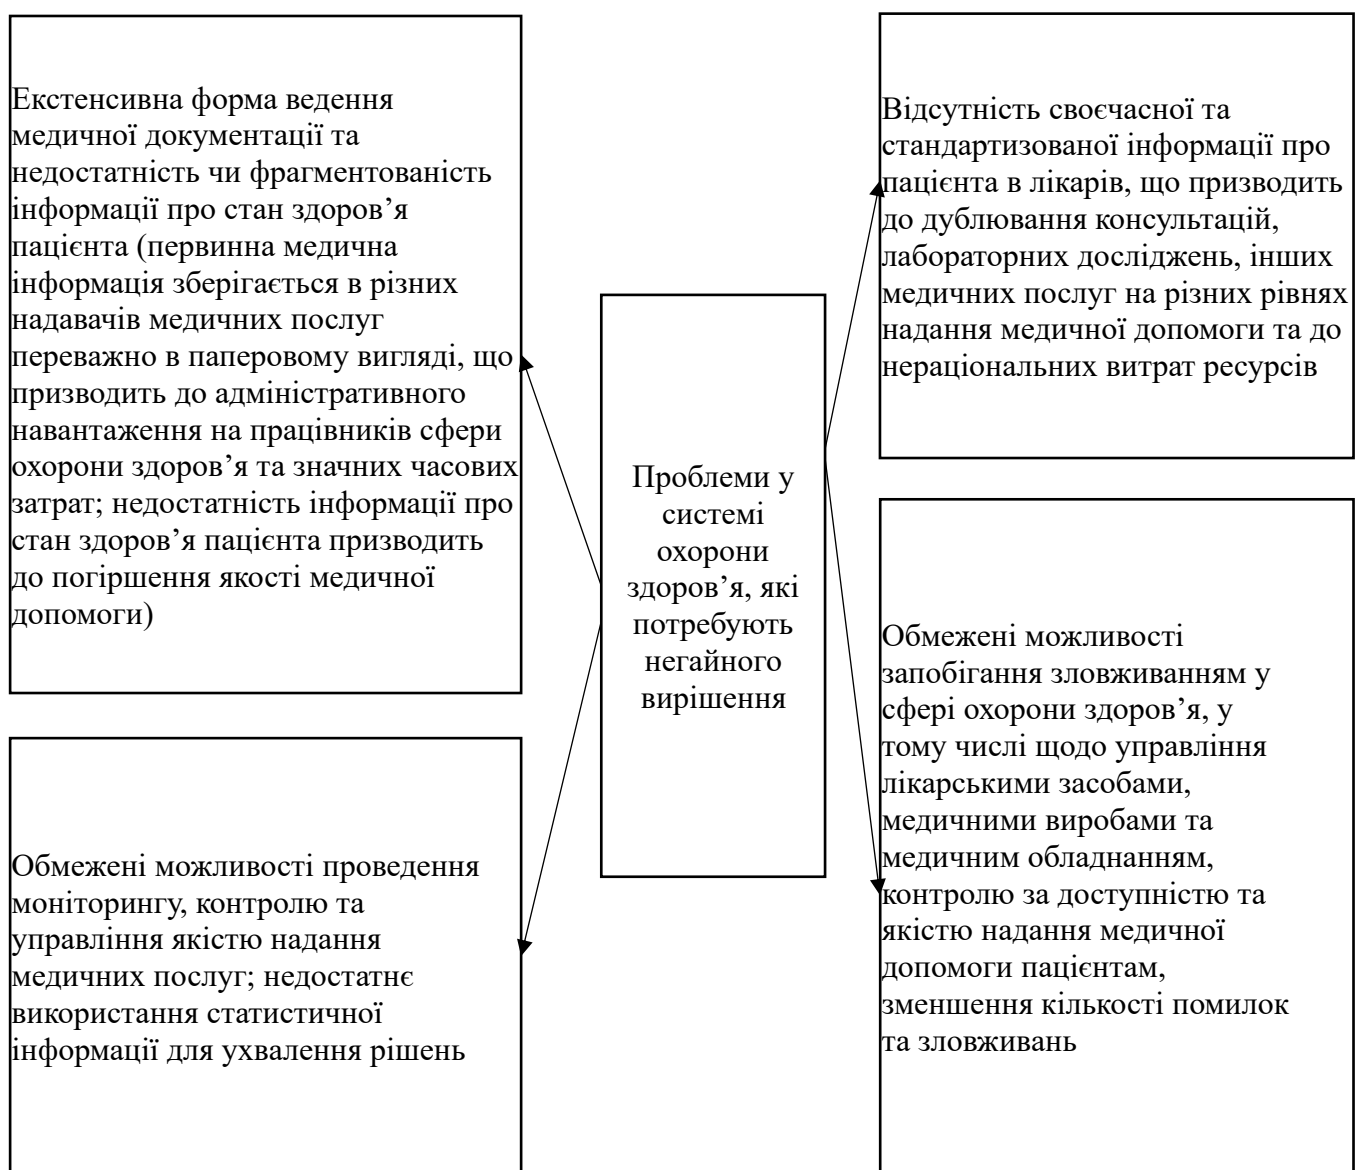 Екстенсивна форма ведення
медичної документації та
недостатність чи фрагментованість
інформації про стан здоров’я
пацієнта (первинна медична
інформація зберігається в різних
надавачів медичних послуг
переважно в паперовому вигляді, що
призводить до адміністративного
навантаження на працівників сфери
охорони здоров’я та значних часових
затрат; недостатність інформації про
стан здоров’я пацієнта призводить
до погіршення якості медичної
допомоги)
Обмежені можливості проведення
моніторингу, контролю та
управління якістю надання
медичних послуг; недостатнє
використання статистичної
інформації для ухвалення рішень
Проблеми у
системі
охорони
здоров’я, які
потребують
негайного
вирішення
Відсутність своєчасної та
стандартизованої інформації про
пацієнта в лікарів, що призводить
до дублювання консультацій,
лабораторних досліджень, інших
медичних послуг на різних рівнях
надання медичної допомоги та до
нераціональних витрат ресурсів
Обмежені можливості
запобігання зловживанням у
сфері охорони здоров’я, у
тому числі щодо управління
лікарськими засобами,
медичними виробами та
медичним обладнанням,
контролю за доступністю та
якістю надання медичної
допомоги пацієнтам,
зменшення кількості помилок
та зловживань